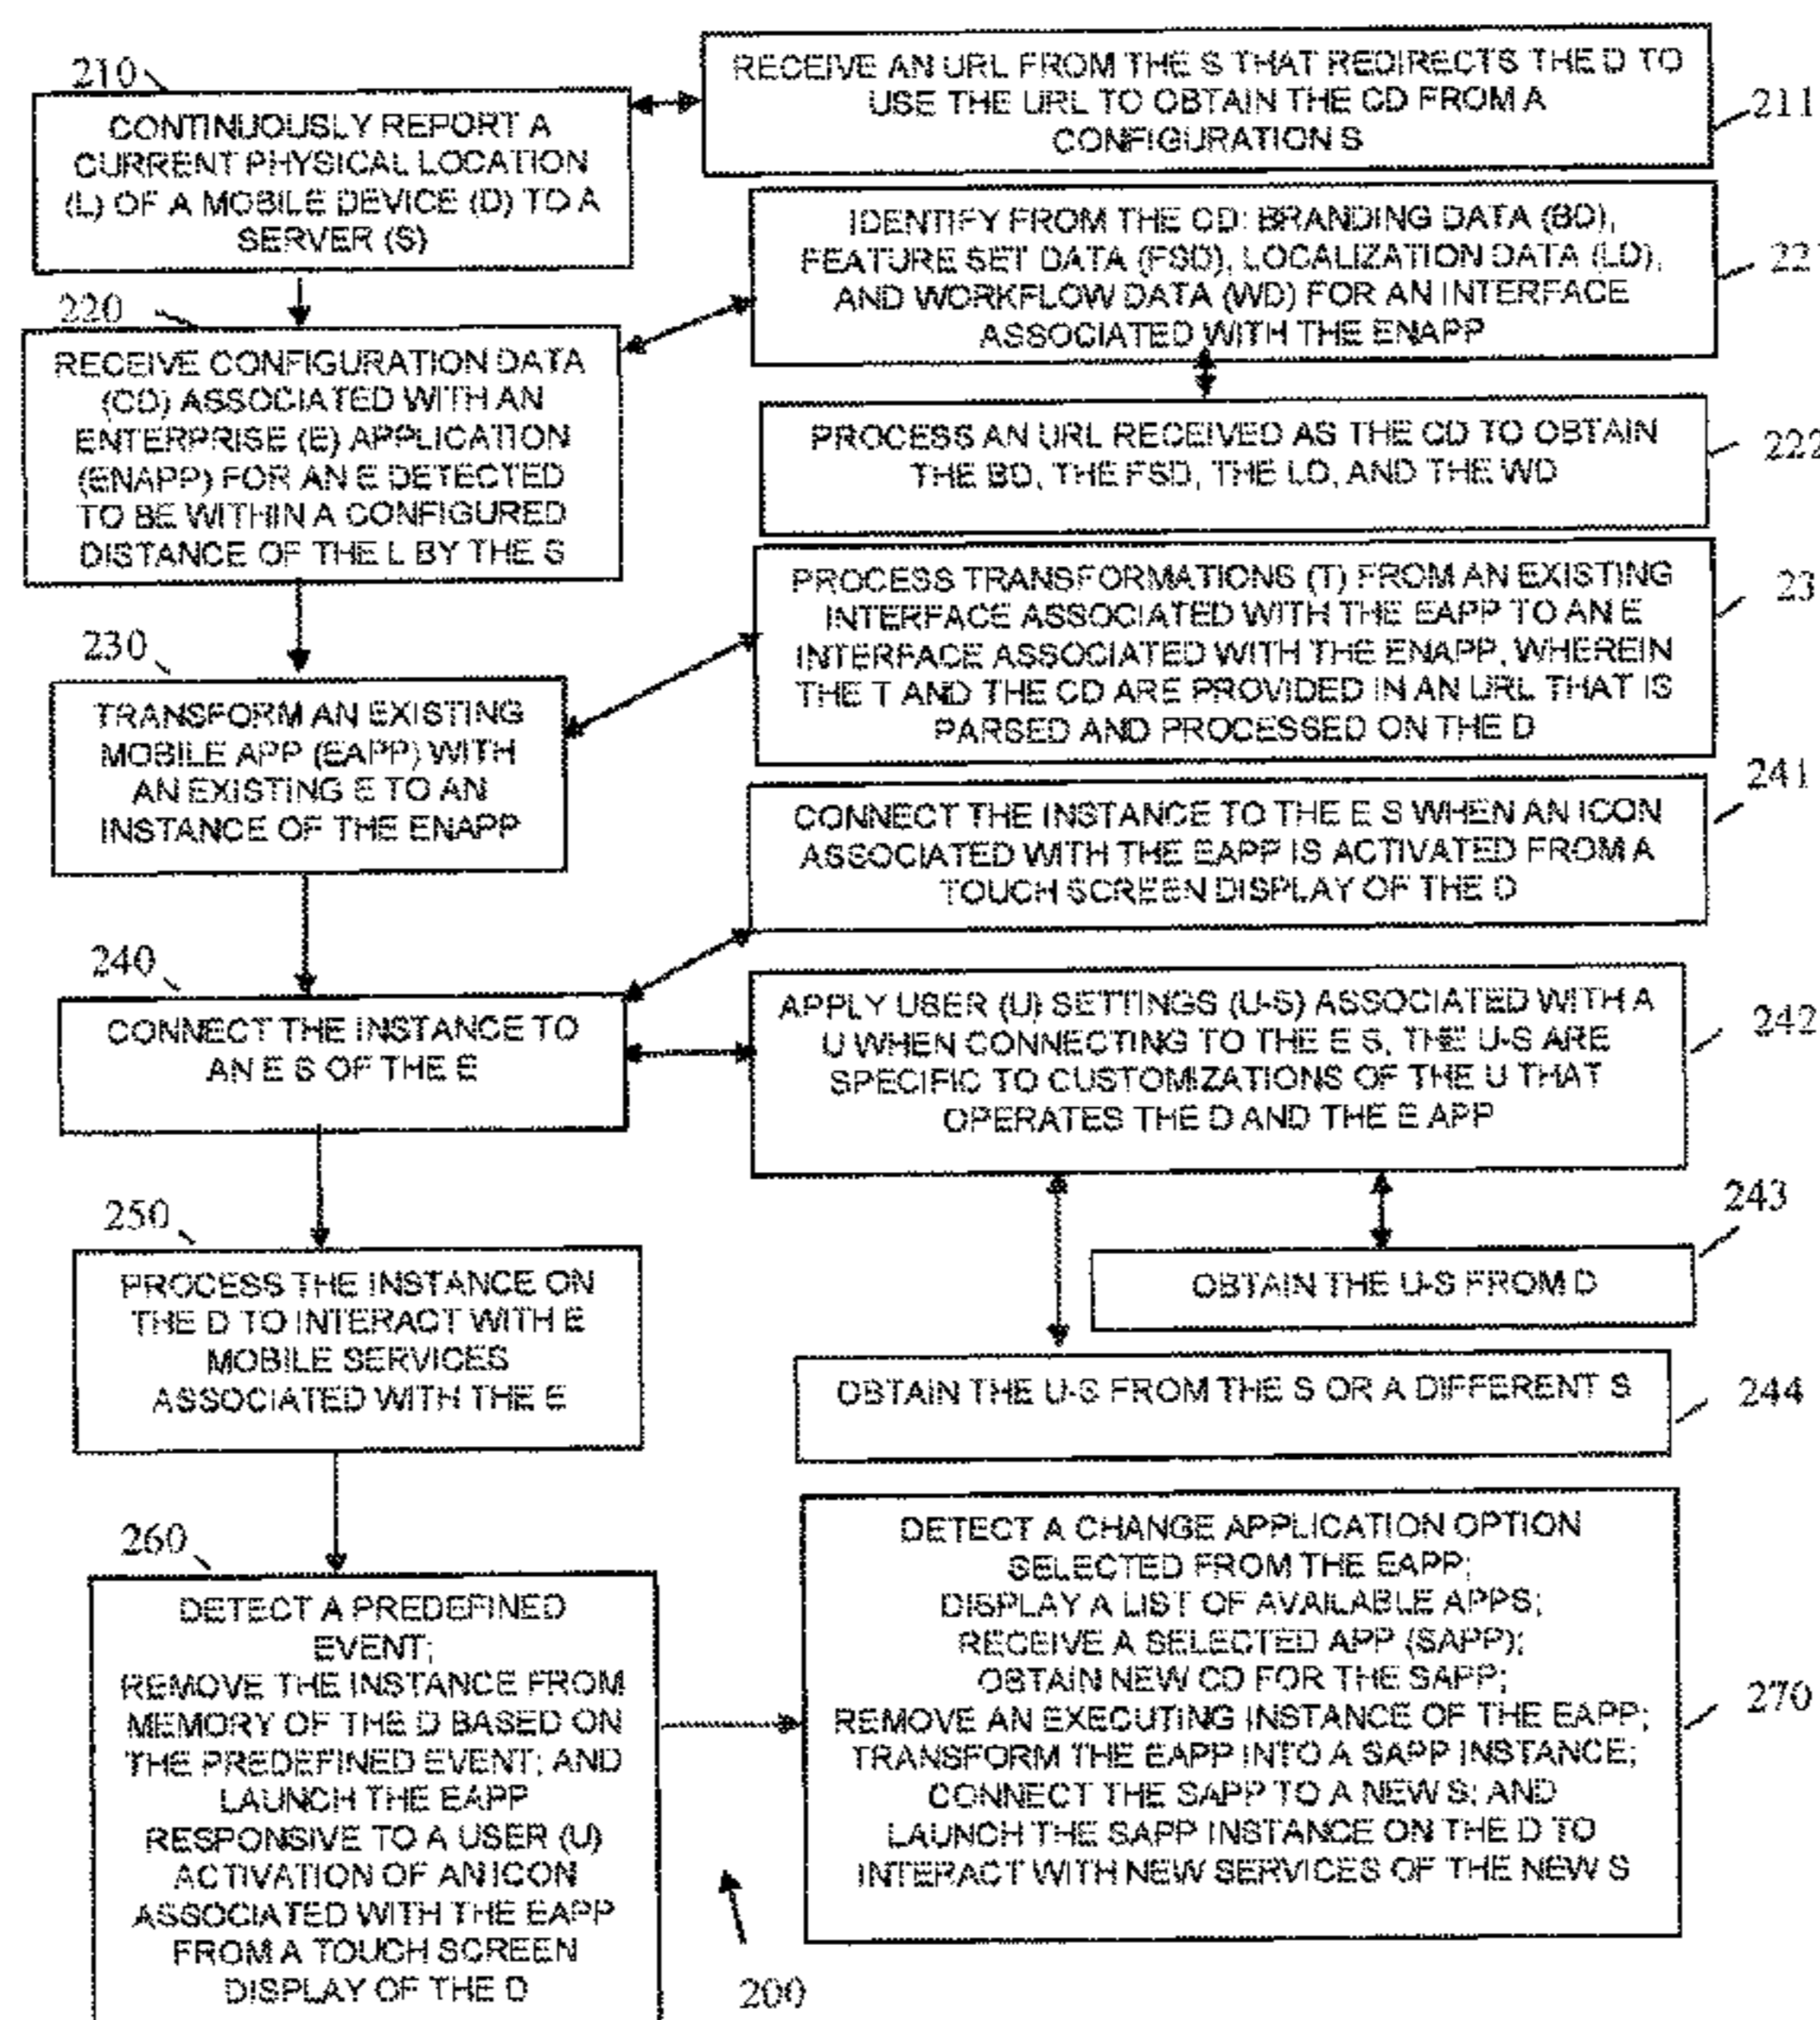 210
CONTINUOUSLY REPORT A
CURRENT PHYSICAL LOCATION
(L) OF A MOBILE DEVICE (D) TO A
SERVER (S)
RECEIVE AN URL FROM THE S THAT REDIRECTS THE D TO
USE THE URL TO OBTAIN THE CD FROM A
CONFIGURATION S
211
220
RECEIVE CONFIGURATION DATA
(CD) ASSOCIATED WITH AN
ENTERPRISE (E) APPLICATION
(ENAPP) FOR AN E DETECTED
TO BE WITHIN A CONFIGURED
DISTANCE OF THE L BY THE S
IDENTIFY FROM THE CD: BRANDING DATA (BD),
FEATURE SET DATA (FSD), LOCALIZATION DATA (LD),
AND WORKFLOW DATA (WD) FOR AN INTERFACE
ASSOCIATED WITH THE ENAPP
22
PROCESS AN URL RECEIVED AS THE CD TO OBTAIN
THE BD, THE FSD, THE LD, AND THE WD
222
230
TRANSFORM AN EXISTING
MOBILE APP (EAPP) WITH
AN EXISTING E TO AN
INSTANCE OF THE ENAPP
PROCESS TRANSFORMATIONS (T) FROM AN EXISTING
INTERFACE ASSOCIATED WITH THE EAPP TO AN E
INTERFACE ASSOCIATED WITH THE ENAPP, WHEREIN
THE T AND THE CD ARE PROVIDED IN AN URL THAT IS
PARSED AND PROCESSED ON THE D
23
240
CONNECT THE INSTANCE TO
AN E S OF THE E
CONNECT THE INSTANCE TO THE E S WHEN AN ICON
ASSOCIATED WITH THE EAPP IS ACTIVATED FROM A
TOUCH SCREEN DISPLAY OF THE D
241
APPLY USER (U) SETTINGS (U-S) ASSOCIATED WITH A
U WHEN CONNECTING TO THE E S, THE U-S ARE
SPECIFIC TO CUSTOMIZATIONS OF THE U THAT
OPERATES THE D AND THE E APP
242
243
OBTAIN THE U-S FROM D
OBTAIN THE U-S FROM THE S OR A DIFFERENT S
244
250
PROCESS THE INSTANCE ON
THE D TO INTERACT WITH E
MOBILE SERVICES
ASSOCIATED WITH THE E
260
DETECT A PREDEFINED
EVENT;
REMOVE THE INSTANCE FROM
MEMORY OF THE D BASED ON
THE PREDEFINED EVENT; AND
LAUNCH THE EAPP
RESPONSIVE TO A USER (U)
ACTIVATION OF AN ICON
ASSOCIATED WITH THE EAPP
FROM A TOUCH SCREEN
DISPLAY OF THE D
DETECT A CHANGE APPLICATION OPTION
SELECTED FROM THE EAPP;
DISPLAY A LIST OF AVAILABLE APPS;
RECEIVE A SELECTED APP (SAPP);
OBTAIN NEW CD FOR THE SAPP;
REMOVE AN EXECUTING INSTANCE OF THE EAPP;
TRANSFORM THE EAPP INTO A SAPP INSTANCE;
CONNECT THE SAPP TO A NEW S; AND
LAUNCH THE SAPP INSTANCE ON THE D TO
INTERACT WITH NEW SERVICES OF THE NEW S
270
200